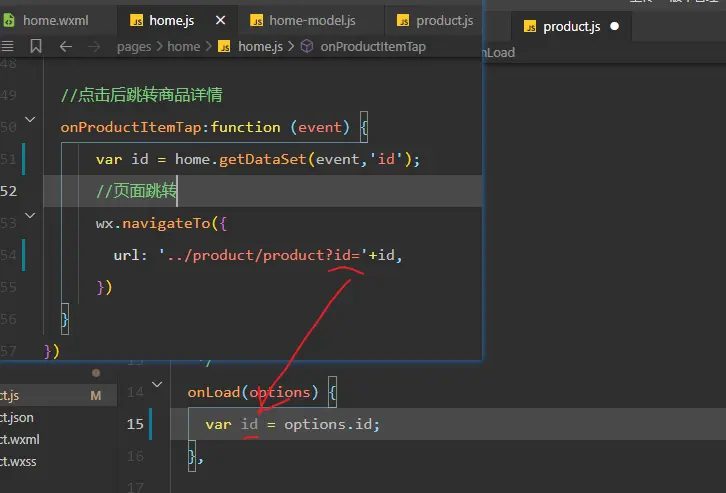 home.wxml
home.js
home-model.js
product.js
pages > home > home.js > onProductItemTap
48
49 //点击后跳转商品详情
50 onProductItemTap:function (event) {
51 var id = home.getDataSet(event,'id');
52 //页面跳转
53 wx.navigateTo({
54 url: '../product/product?id='+id,
55 })
56 }
57 })
product.js
nLoad
ct.js M
ct.json
ct.wxml
ct.wxss
14 onLoad(options) {
15 var id = options.id;
16 },